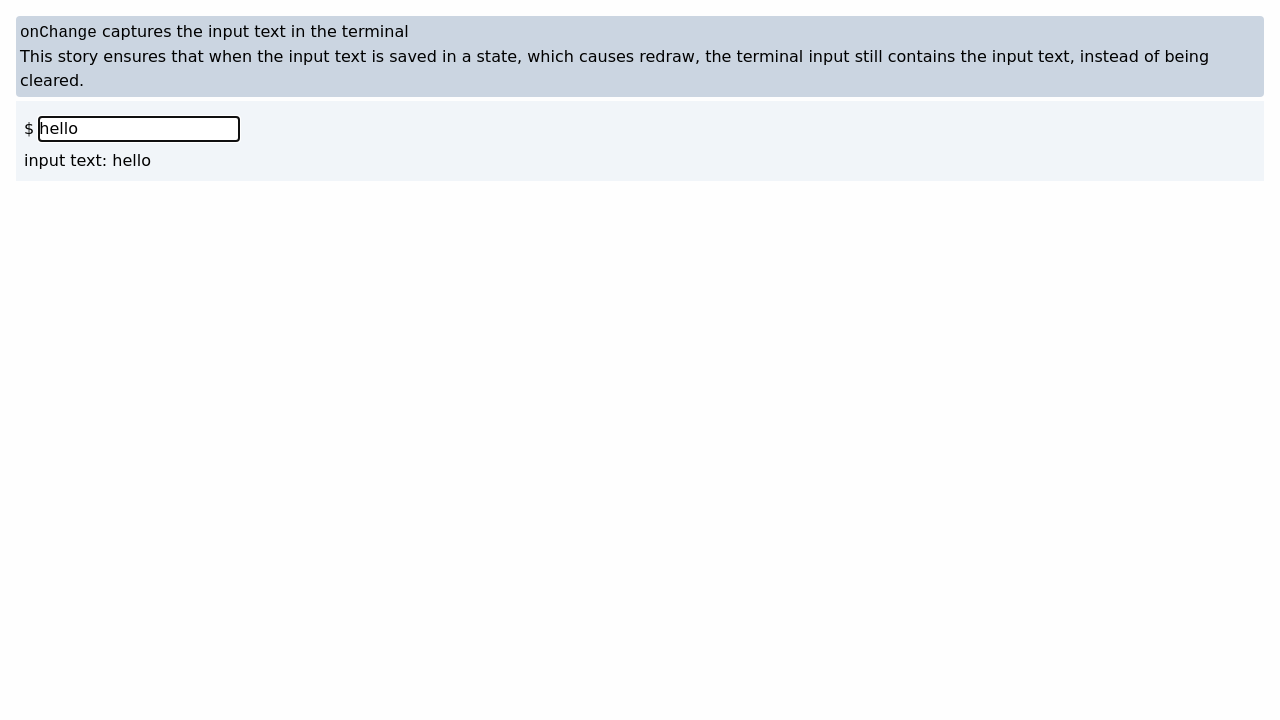 onChange captures the input text in the terminal
This story ensures that when the input text is saved in a state, which causes redraw, the terminal input still contains the input text, instead of being
cleared.
$ hello
input text: hello